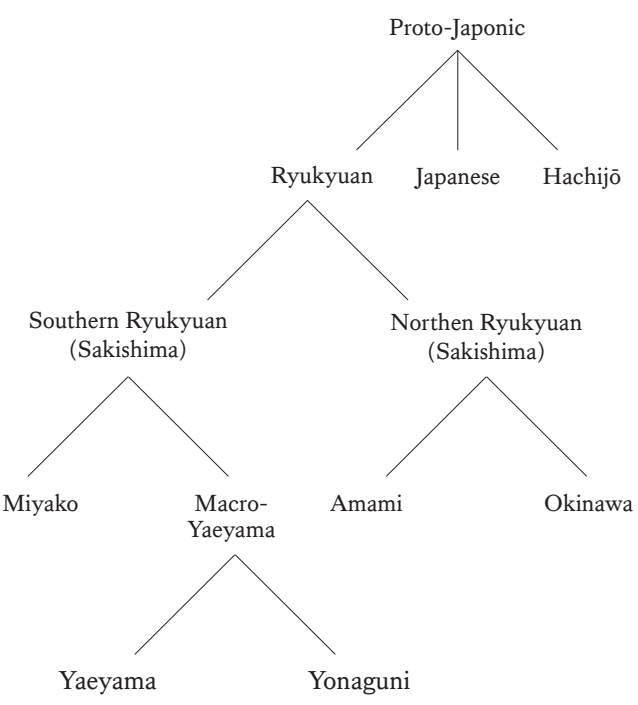 Proto-Japonic
Ryukyuan
Japanese
Hachijō
Southern Ryukyuan
(Sakishima)
Northen Ryukyuan
(Sakishima)
Miyako
Macro-
Yaeyama
Amami
Okinawa
Yaeyama
Yonaguni